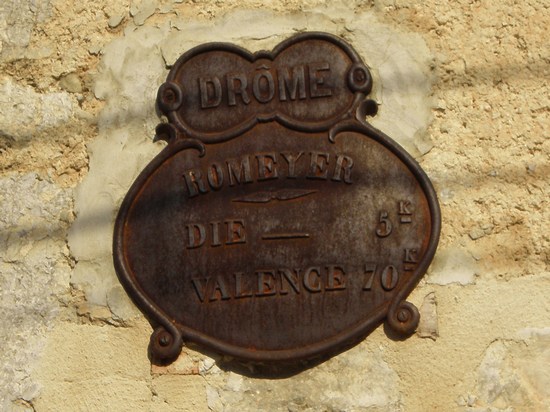 DRÔME
ROMEYER
DIE — 5K
VALENCE 70K